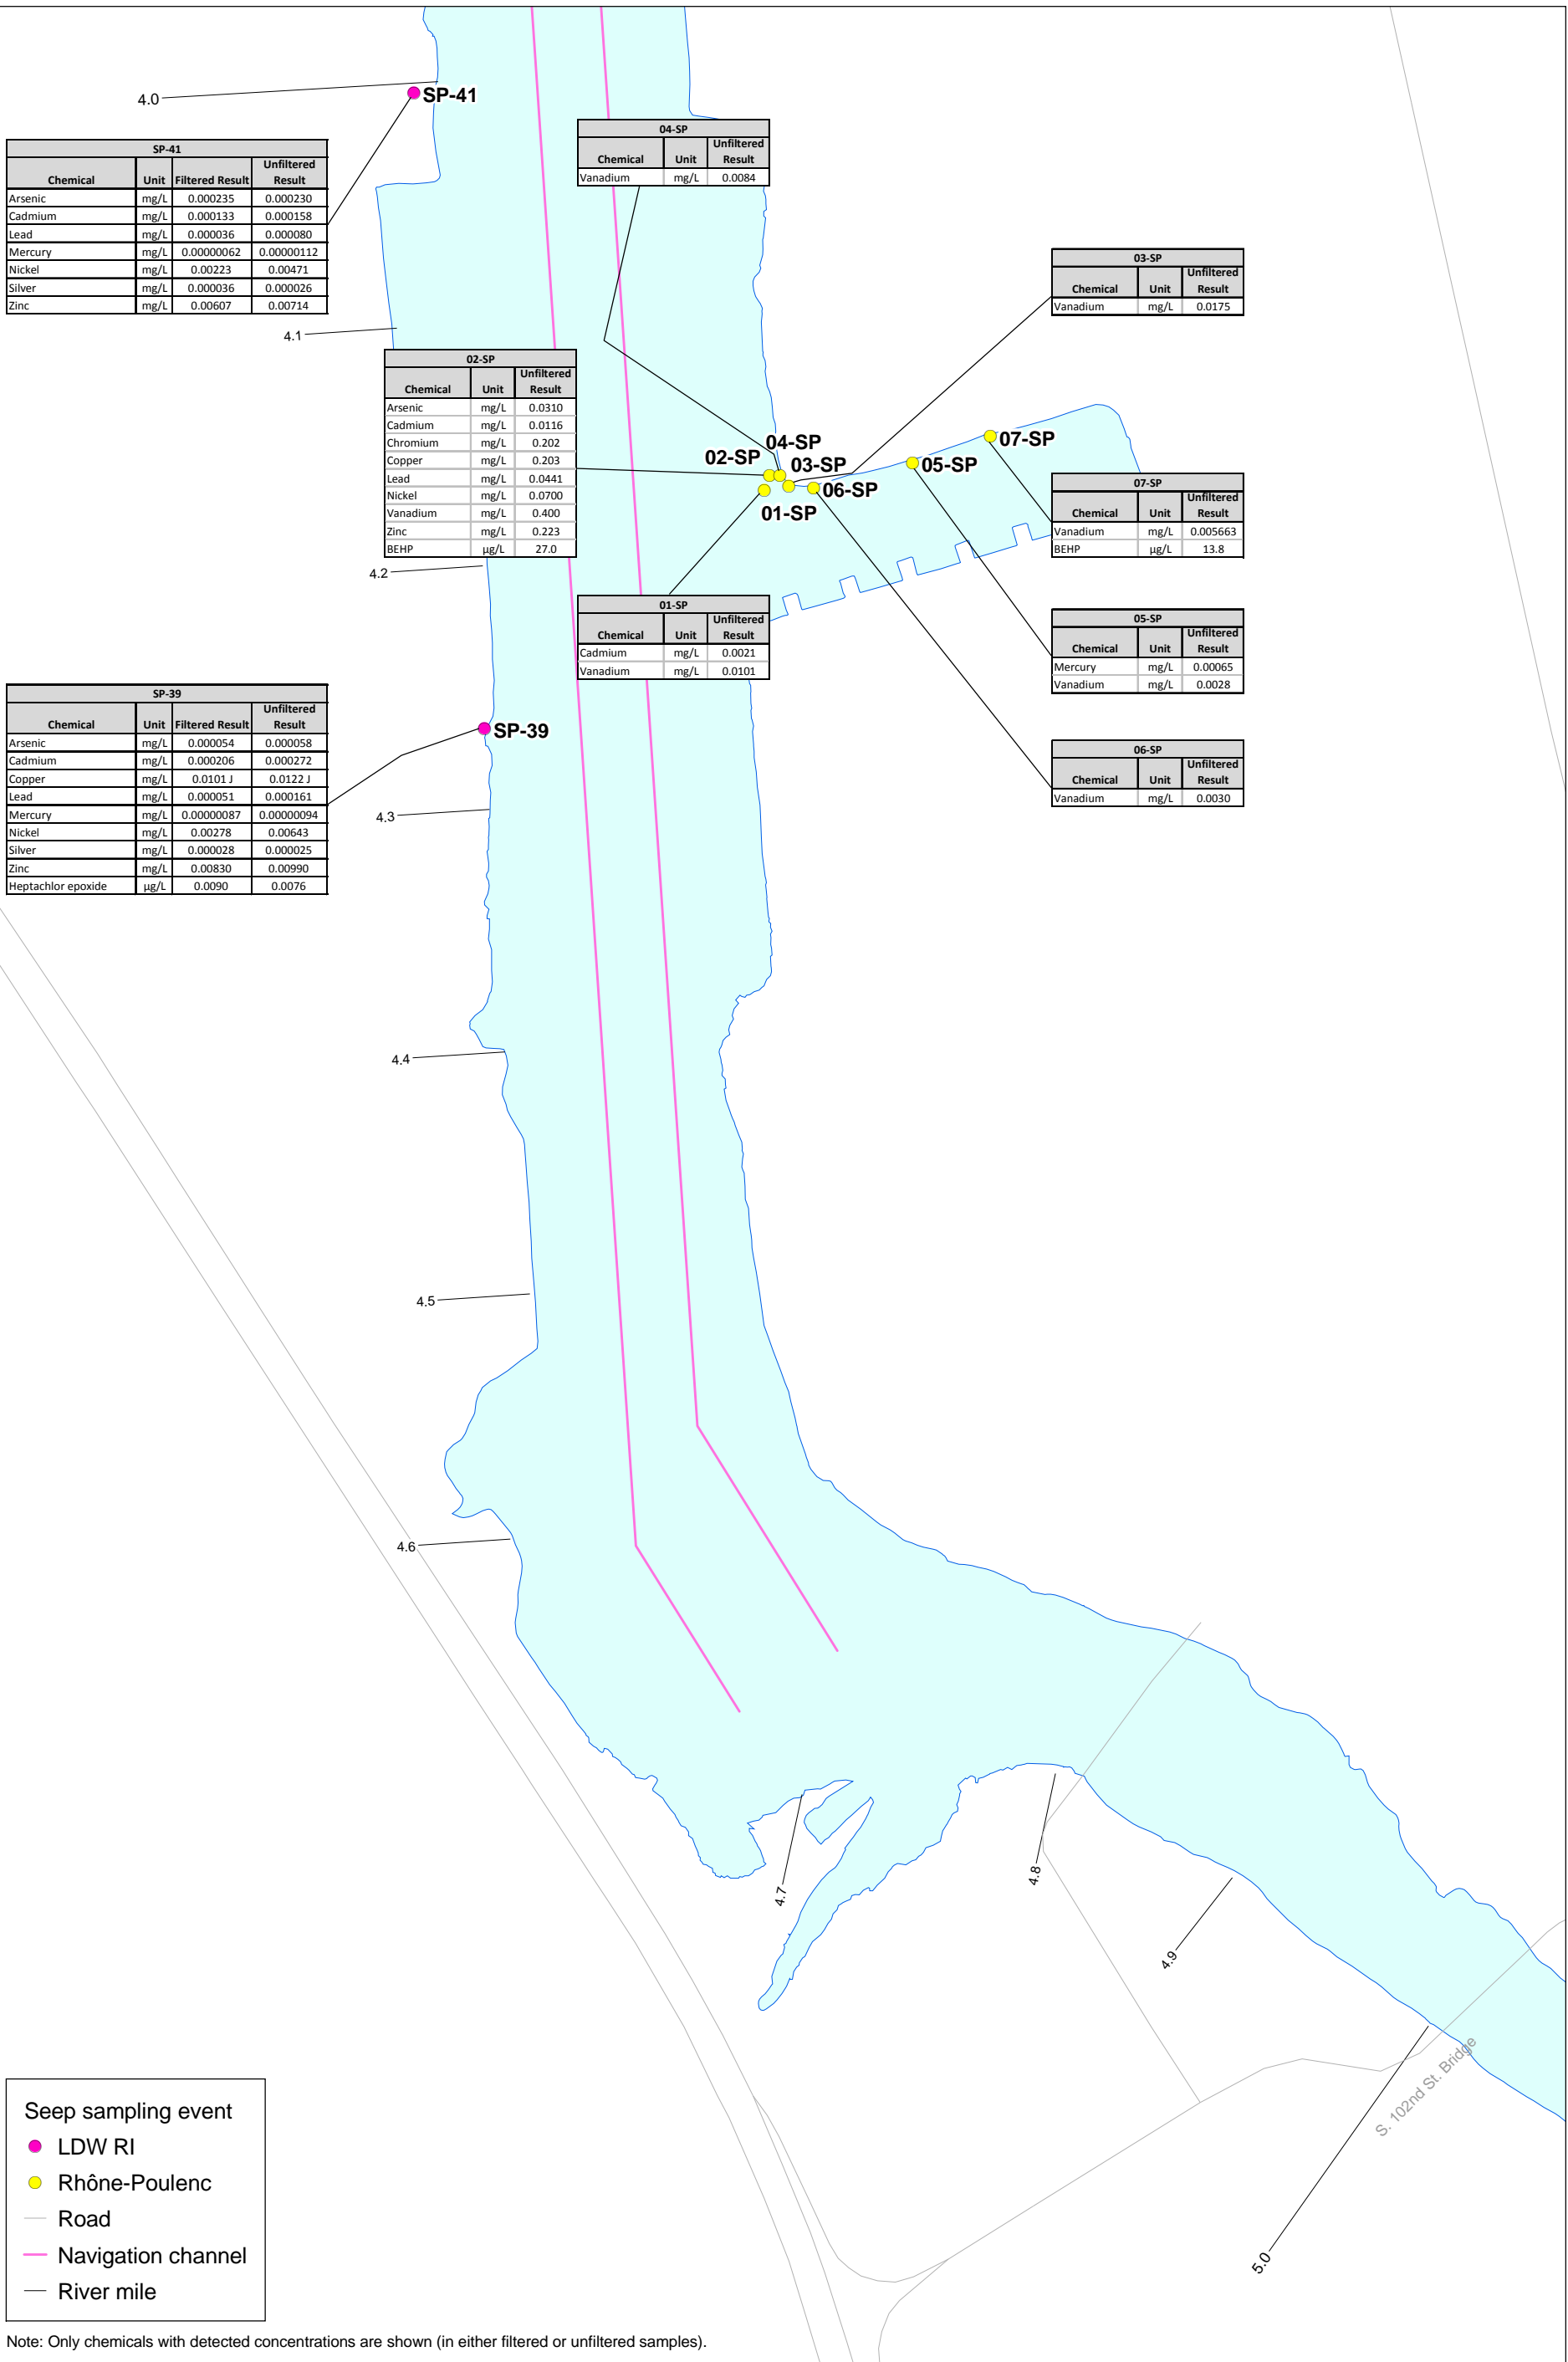 4.0
SP-41
SP-41
Chemical Unit Filtered Result Unfiltered Result
Arsenic mg/L 0.000235 0.000230
Cadmium mg/L 0.000133 0.000158
Lead mg/L 0.000036 0.000080
Mercury mg/L 0.00000062 0.00000112
Nickel mg/L 0.00223 0.00471
Silver mg/L 0.000036 0.000026
Zinc mg/L 0.00607 0.00714
04-SP
Chemical Unit Unfiltered Result
Vanadium mg/L 0.0084
03-SP
Chemical Unit Unfiltered Result
Vanadium mg/L 0.0175
4.1
02-SP
Chemical Unit Unfiltered Result
Arsenic mg/L 0.0310
Cadmium mg/L 0.0116
Chromium mg/L 0.202
Copper mg/L 0.203
Lead mg/L 0.0441
Nickel mg/L 0.0700
Vanadium mg/L 0.400
Zinc mg/L 0.223
BEHP µg/L 27.0
04-SP
02-SP
03-SP
01-SP
06-SP
05-SP
07-SP
07-SP
Chemical Unit Unfiltered Result
Vanadium mg/L 0.005663
BEHP µg/L 13.8
4.2
01-SP
Chemical Unit Unfiltered Result
Cadmium mg/L 0.0021
Vanadium mg/L 0.0101
05-SP
Chemical Unit Unfiltered Result
Mercury mg/L 0.00065
Vanadium mg/L 0.0028
SP-39
Chemical Unit Filtered Result Unfiltered Result
Arsenic mg/L 0.000054 0.000058
Cadmium mg/L 0.000206 0.000272
Copper mg/L 0.0101 J 0.0122 J
Lead mg/L 0.000051 0.000161
Mercury mg/L 0.00000087 0.00000094
Nickel mg/L 0.00278 0.00643
Silver mg/L 0.000028 0.000025
Zinc mg/L 0.00830 0.00990
Heptachlor epoxide µg/L 0.0090 0.0076
SP-39
06-SP
Chemical Unit Unfiltered Result
Vanadium mg/L 0.0030
4.3
4.4
4.5
4.6
4.7
4.8
4.9
S. 102nd St. Bridge
5.0
Seep sampling event
LDW RI
Rhône-Poulenc
Road
Navigation channel
River mile
Note: Only chemicals with detected concentrations are shown (in either filtered or unfiltered samples).